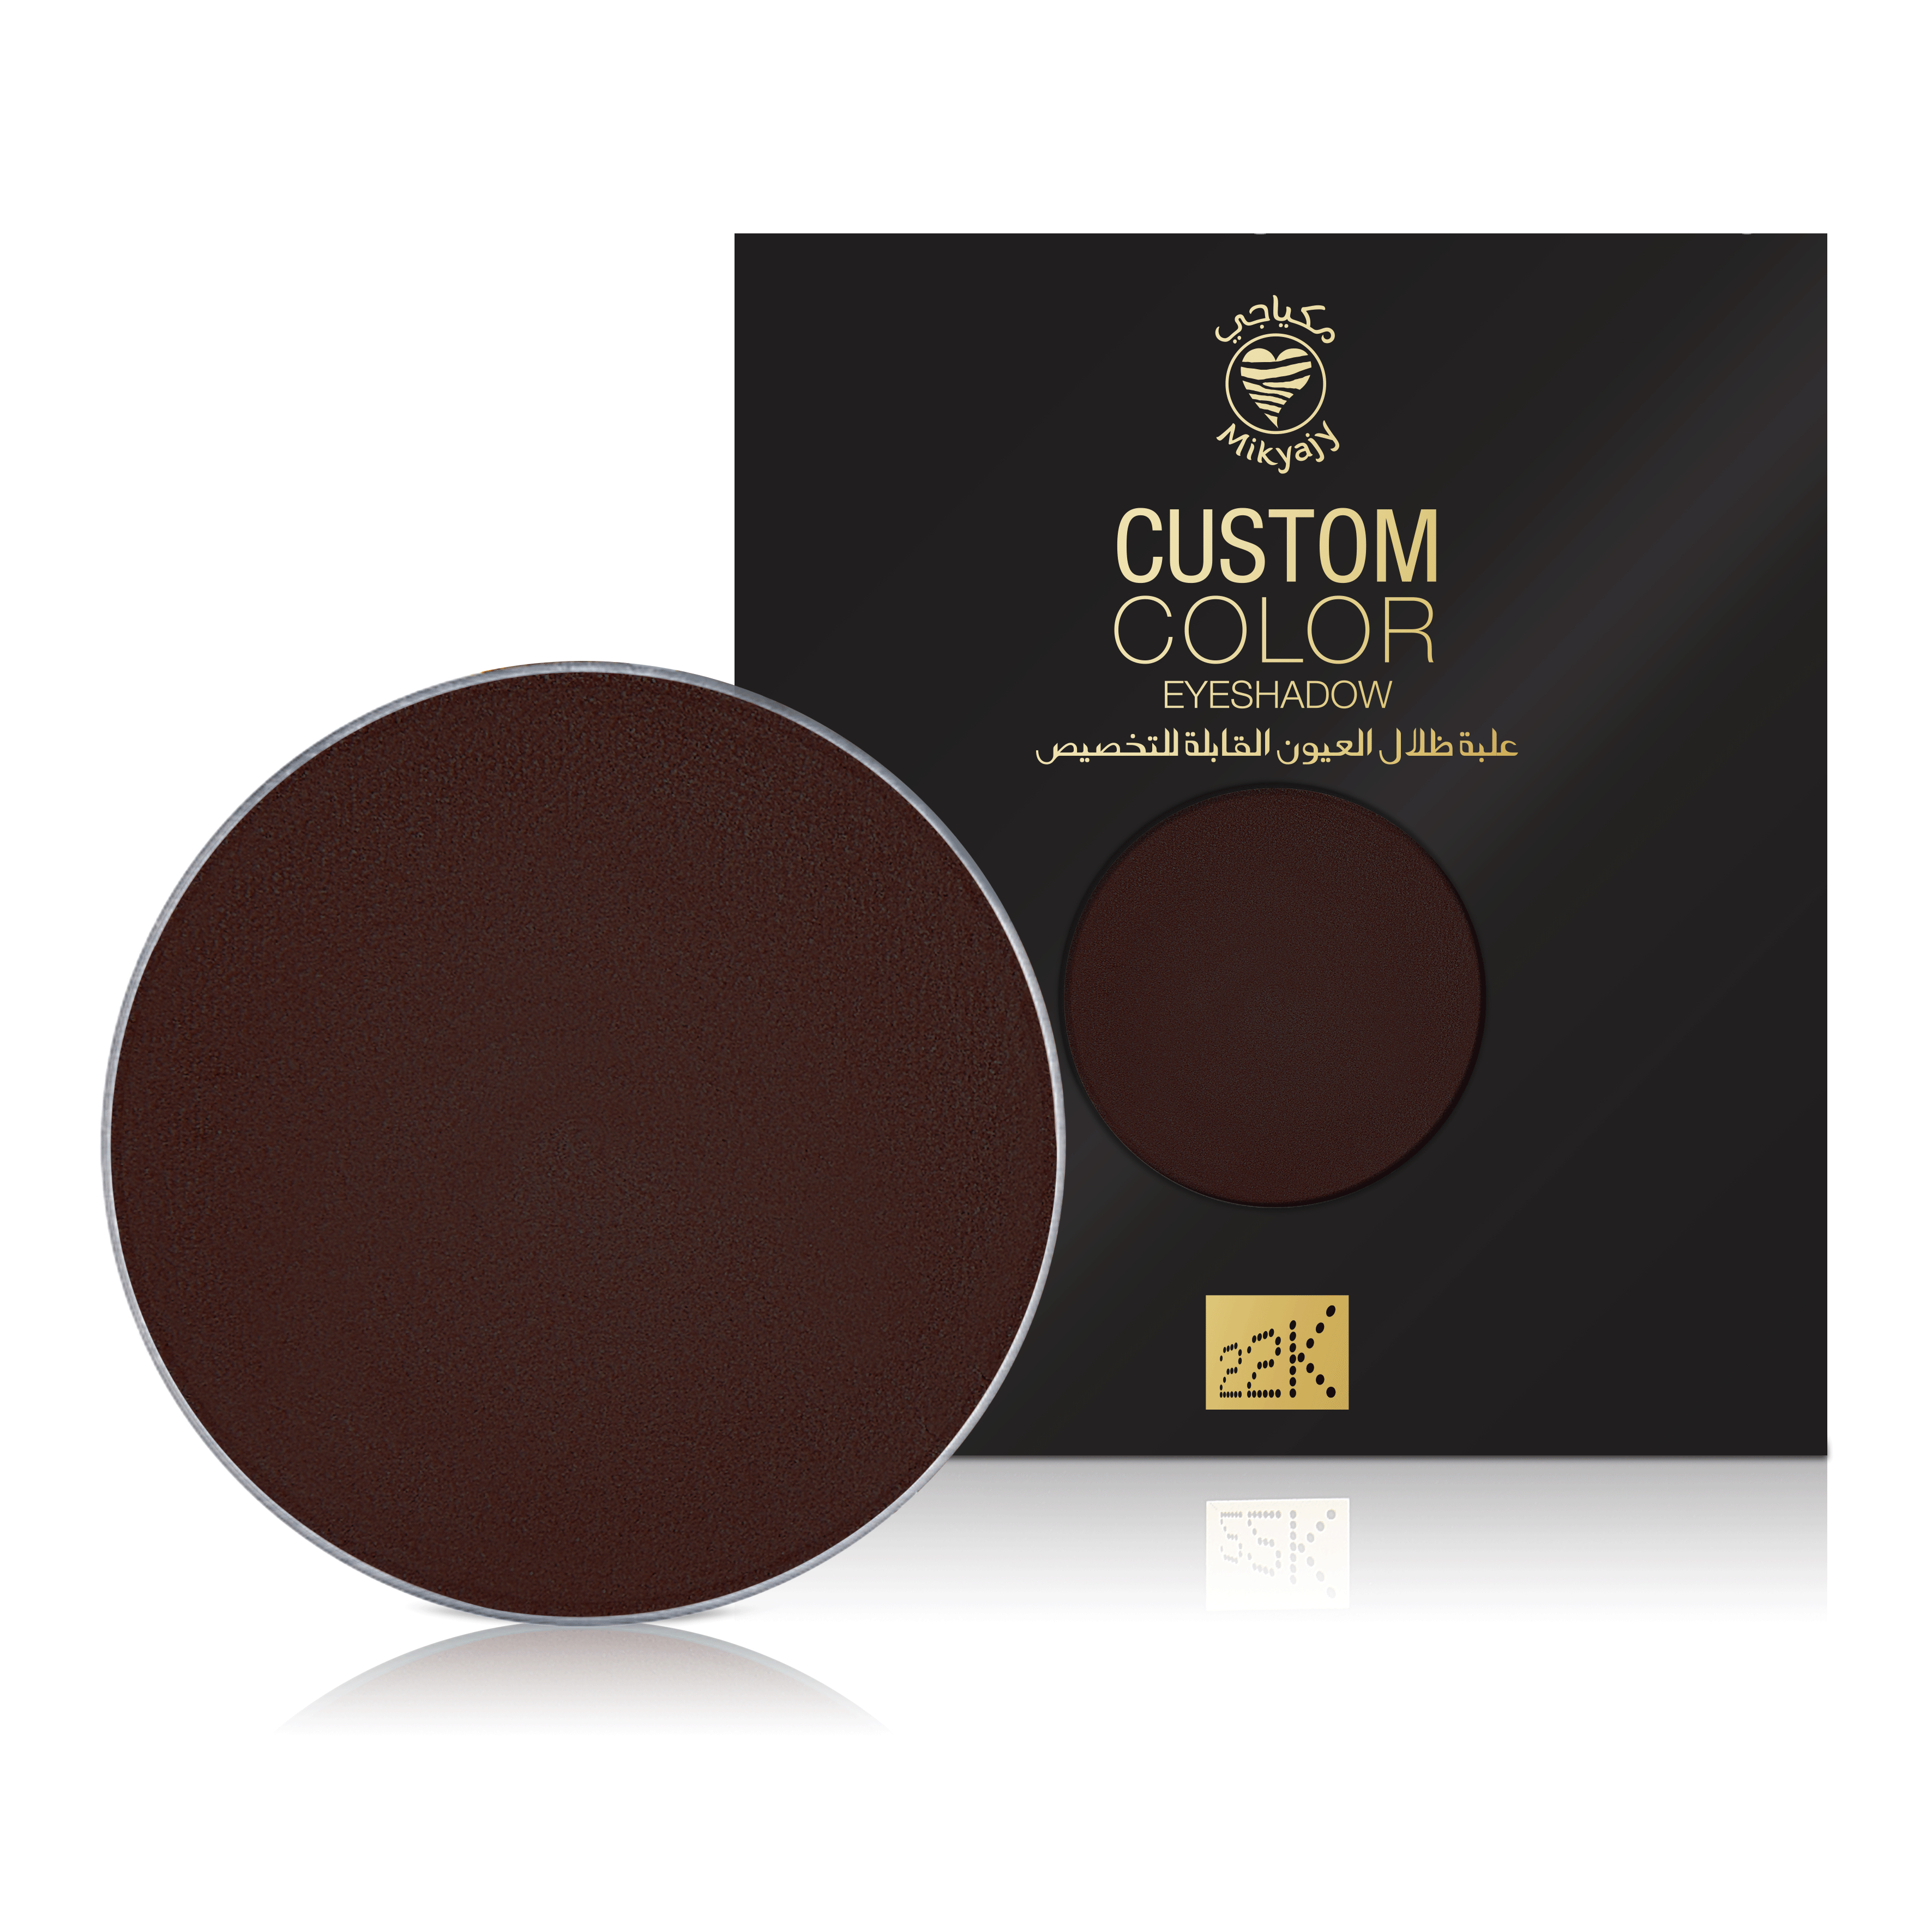 مكياجي
Mikyajy
CUSTOM
COLOR
EYESHADOW
علبة ظلال العيون القابلة للتخصيص
22K